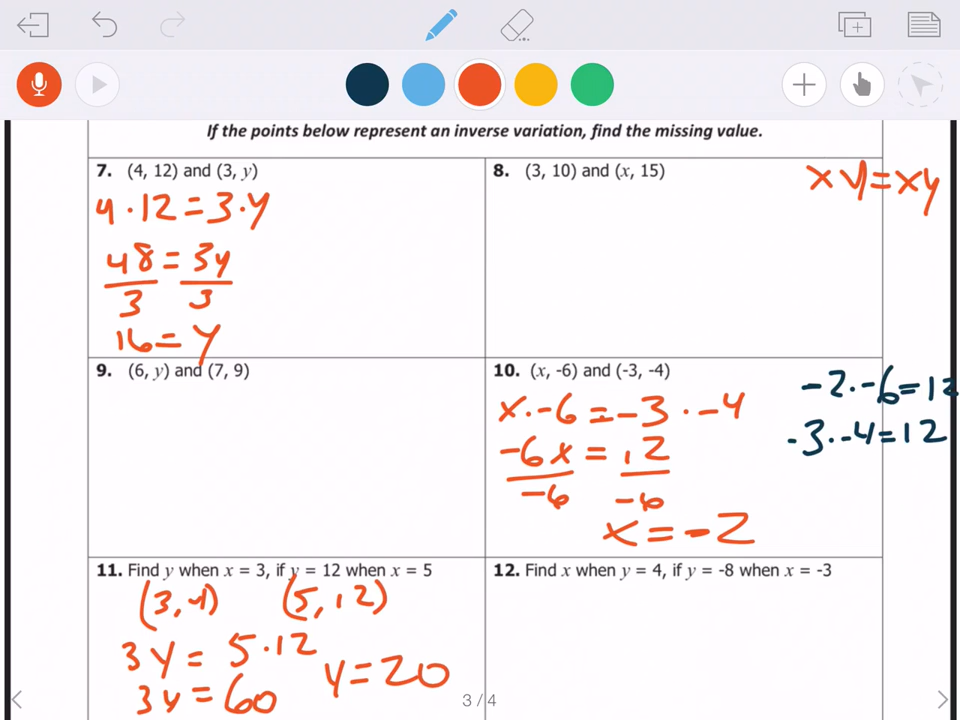 If the points below represent an inverse variation, find the missing value.
7. (4, 12) and (3, y)
4 · 12 = 3 · y
48 = 3y
3 3
16 = y
8. (3, 10) and (x, 15)
xy = xy
9. (6, y) and (7, 9)
10. (x, -6) and (-3, -4)
x · -6 = -3 · -4
-6x = 12
-6 -6
x = -2
-2 · -6 = 12
-3 · -4 = 12
11. Find y when x = 3, if y = 12 when x = 5
(3, y) (5, 12)
3y = 5 · 12
3y = 60
y = 20
12. Find x when y = 4, if y = -8 when x = -3
3 / 4